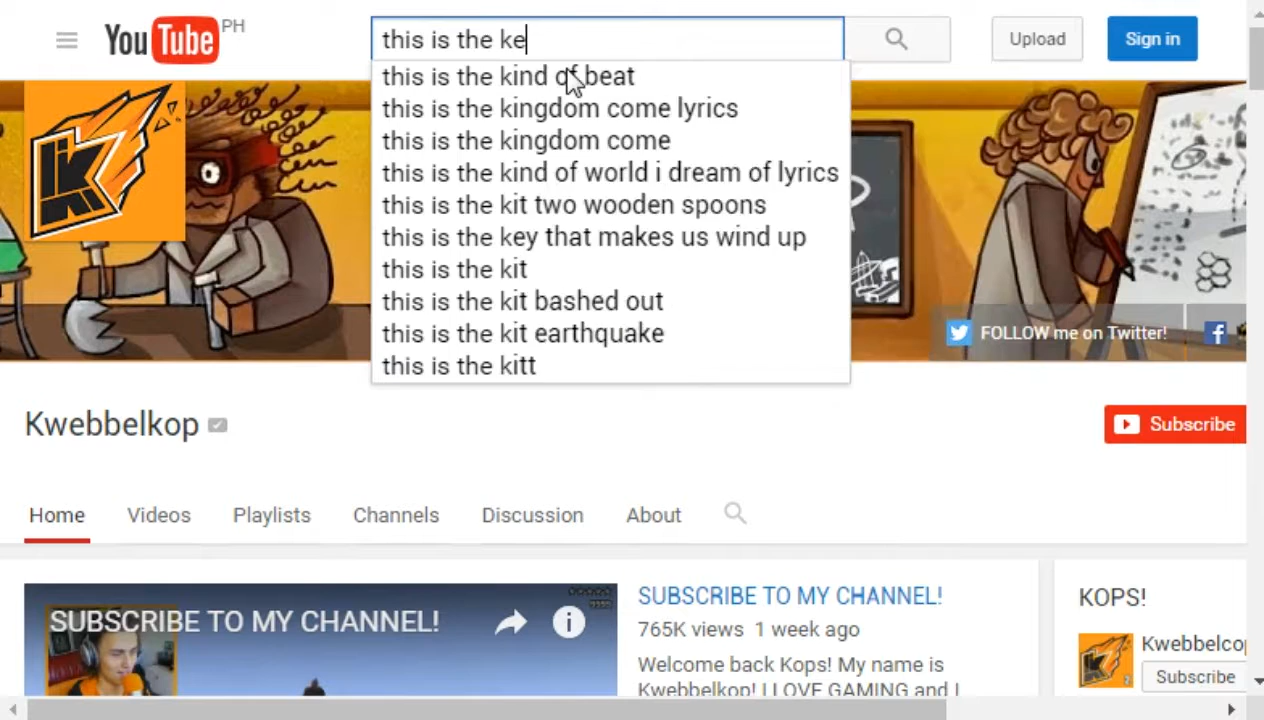 YouTube PH
this is the ke
Upload
Sign in
this is the kind of beat
this is the kingdom come lyrics
this is the kingdom come
this is the kind of world i dream of lyrics
this is the kit two wooden spoons
this is the key that makes us wind up
this is the kit
this is the kit bashed out
this is the kit earthquake
this is the kitt
FOLLOW me on Twitter!
Kwebbelkop
Subscribe
Home
Videos
Playlists
Channels
Discussion
About
SUBSCRIBE TO MY CHANNEL!
SUBSCRIBE TO MY CHANNEL!
765K views 1 week ago
Welcome back Kops! My name is
Kwebbelkop! I LOVE GAMING and I
KOPS!
Kwebbelcop
Subscribe